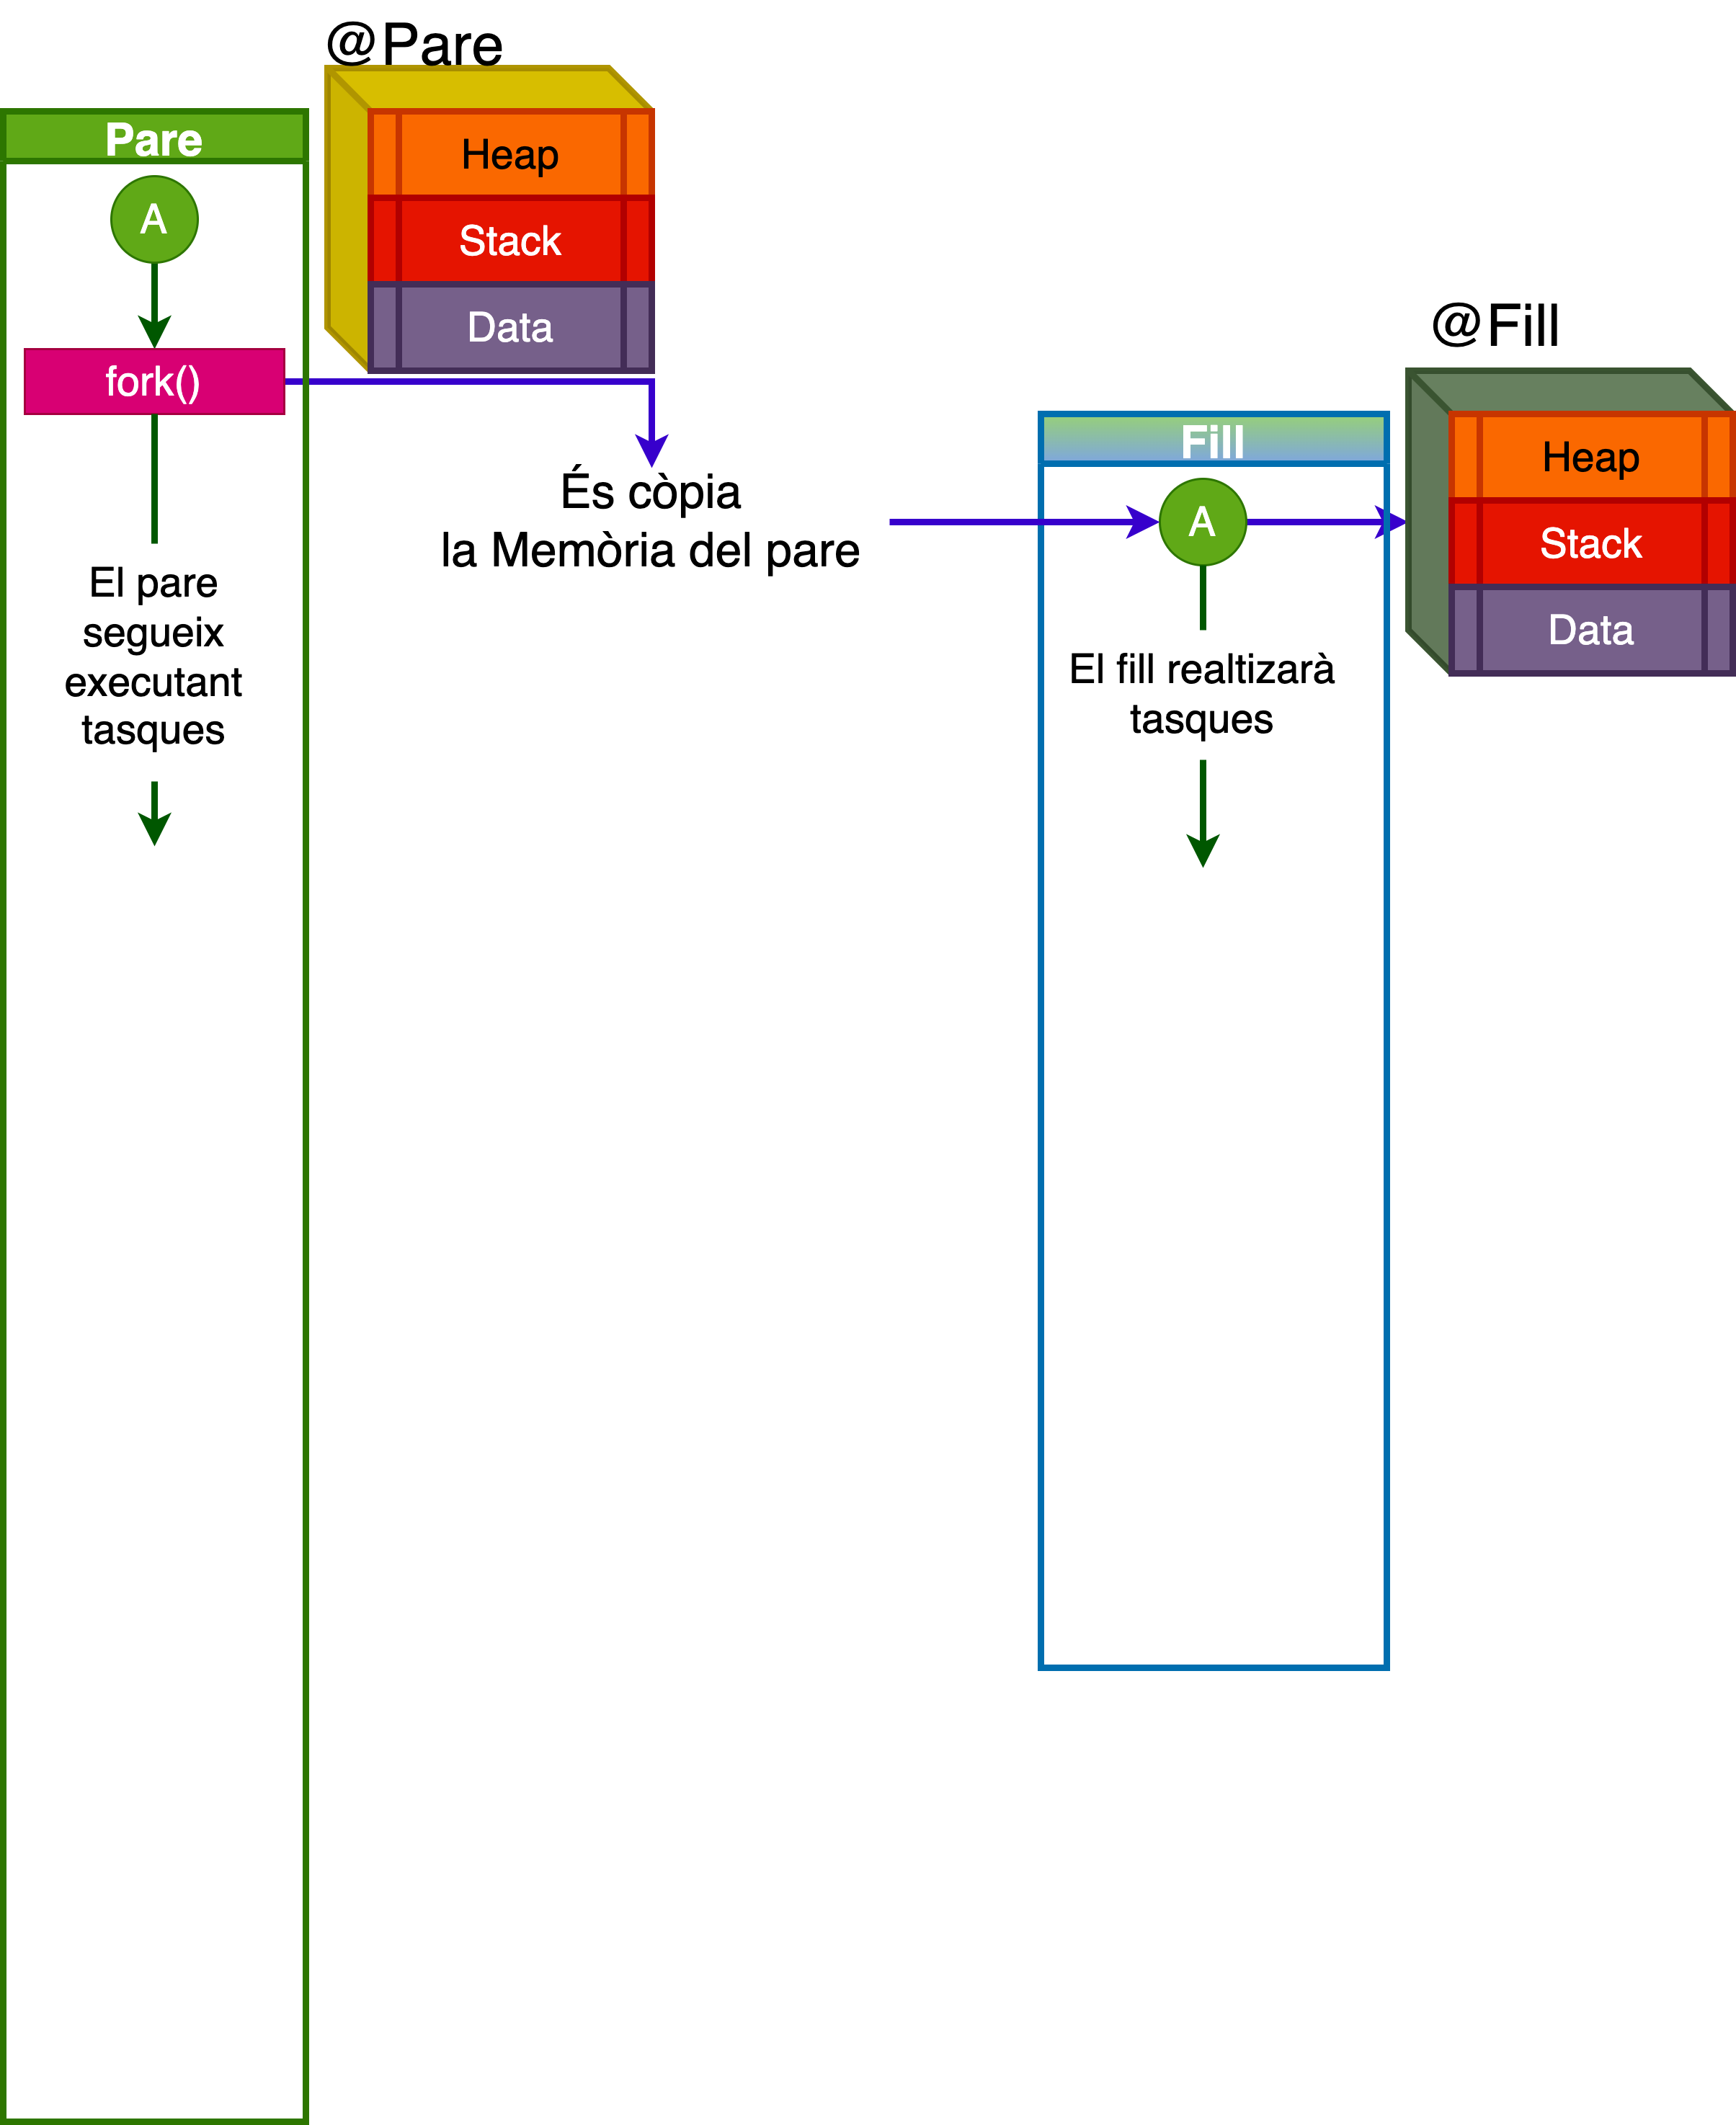 @Pare
Pare
A
Heap
Stack
Data
fork()
És còpia
la Memòria del pare
El pare
segueix
executant
tasques
@Fill
Fill
A
Heap
Stack
Data
El fill realtizarà
tasques